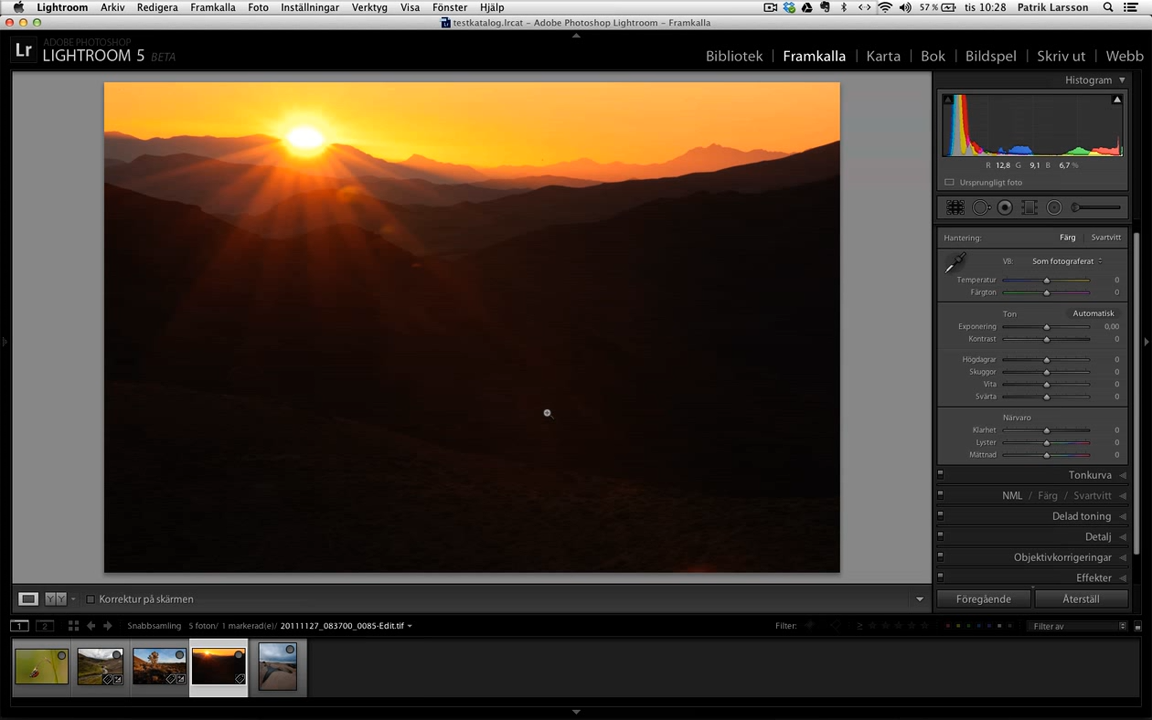 Lightroom Arkiv Redigera Framkalla Foto Inställningar Verktyg Visa Fönster Hjälp 57 % tis 10:28 Patrik Larsson
testkatalog.lrcat – Adobe Photoshop Lightroom – Framkalla
Lr ADOBE PHOTOSHOP
LIGHTROOM 5 BETA
Bibliotek | Framkalla | Karta | Bok | Bildspel | Skriv ut | Webb
Histogram
R 12,8 G 9,1 B 6,7 %
Ursprungligt foto
Hantering: Färg Svartvitt
VB: Som fotograferat
Temperatur 0
Färgton 0
Ton Automatisk
Exponering 0,00
Kontrast 0
Högdagrar 0
Skuggor 0
Vita 0
Svarta 0
Närvaro
Klarhet 0
Lyster 0
Mättnad 0
Tonkurva
NML / Färg / Svartvitt
Delad toning
Detalj
Objektivkorrigeringar
Effekter
Y Y Korrektur på skärmen
Föregående Återställ
1 2 Snabbsamling 5 foton/ 1 markerad(e)/ 20111127_083700_0085-Edit.tif Filter: Filter av